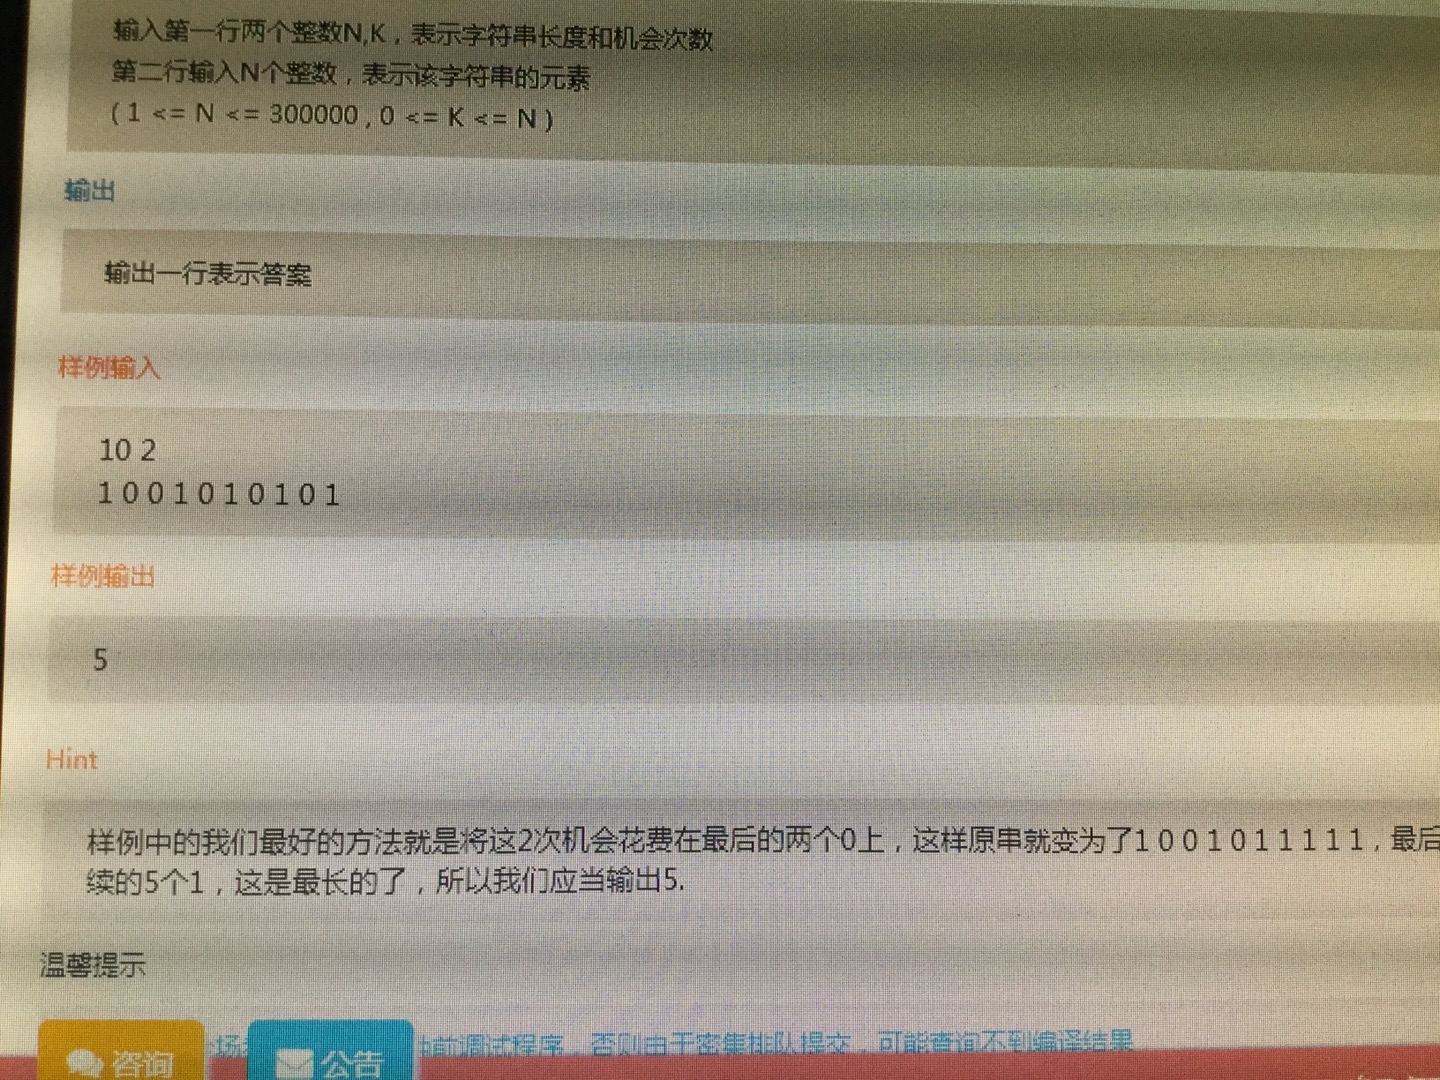 输入第一行两个整数N,K，表示字符串长度和机会次数
第二行输入N个整数，表示该字符串的元素
( 1 <= N <= 300000 , 0 <= K <= N )
输出
输出一行表示答案
样例输入
10 2
1 0 0 1 0 1 0 1 0 1
样例输出
5
Hint
样例中的我们最好的方法就是将这2次机会花费在最后的两个0上，这样原串就变为了1 0 0 1 0 1 1 1 1 1，最后
续的5个1，这是最长的了，所以我们应当输出5.
温馨提示
前调试程序，否则由于密集排队提交，可能查询不到编译结果
咨询
公告